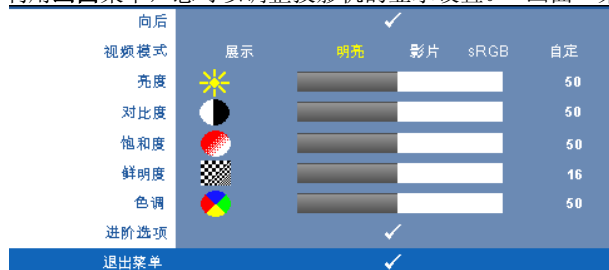 向后
视频模式 展示 明亮 影片 sRGB 自定
亮度 50
对比度 50
饱和度 50
鲜明度 16
色调 50
进阶选项
退出菜单